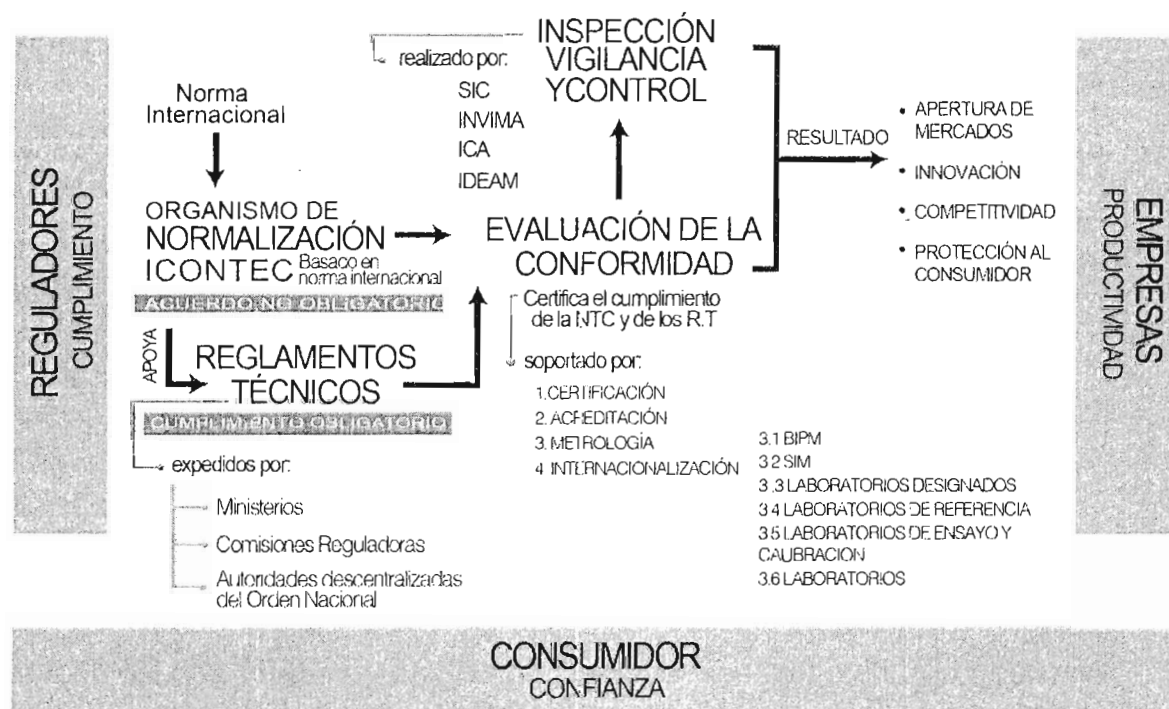 REGULADORES
CUMPLIMIENTO
Norma
Internacional
ORGANISMO DE
NORMALIZACIÓN
ICONTEC Basaco en
norma internacional
ACUERDO NO OBLIGATORIO
APOYA
REGLAMENTOS
TÉCNICOS
CUMPLIMIENTO OBLIGATORIO
expedidos por:
Ministerios
Comisiones Reguladoras
Autoridades descentralizadas
del Orden Nacional
INSPECCIÓN
VIGILANCIA
YCONTROL
realizado por:
SIC
INVIMA
ICA
IDEAM
EVALUACIÓN DE LA
CONFORMIDAD
Certifica el cumplimiento
de la NTC y de los R.T
soportado por:
1.CERTIFICACIÓN
2. ACREDITACIÓN
3. METROLOGÍA
4. INTERNACIONALIZACIÓN
3.1 BIPM
3.2 SIM
3.3 LABORATORIOS DESIGNADOS
3.4 LABORATORIOS DE REFERENCIA
3.5 LABORATORIOS DE ENSAYO Y
CAUBRACION
3.6 LABORATORIOS
RESULTADO
• APERTURA DE
MERCADOS
• INNOVACIÓN
• COMPETITIVIDAD
• PROTECCIÓN AL
CONSUMIDOR
EMPRESAS
PRODUCTIVIDAD
CONSUMIDOR
CONFIANZA